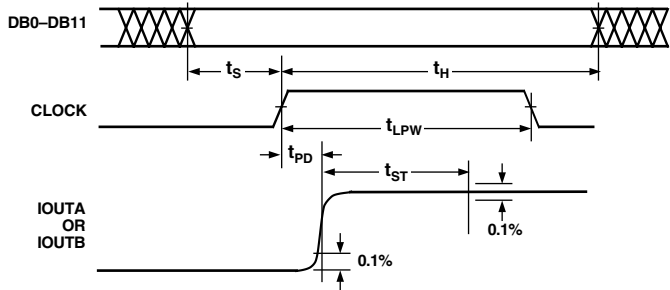 DB0–DB11
tS
tH
CLOCK
tLPW
tPD
tST
IOUTA
OR
IOUTB
0.1%
0.1%